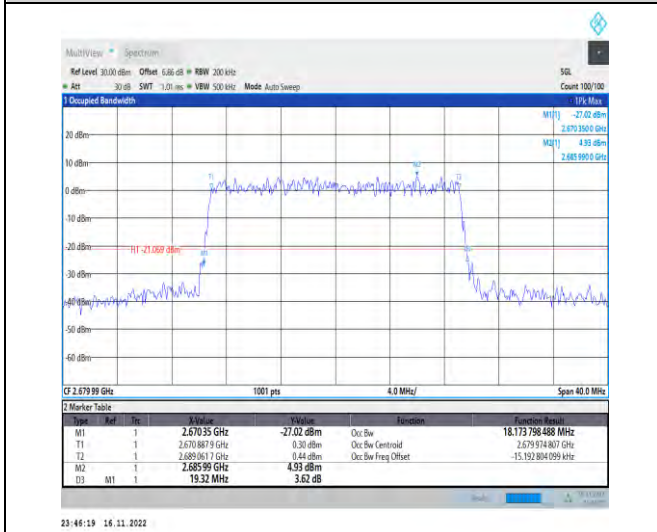 MultiView Spectrum
Ref Level 30.00 dBm Offset 6.86 dB RBW 200 kHz SGL
Att 30 dB SWT 1.01 ms VBW 500 kHz Mode Auto Sweep Count 100/100
1 Occupied Bandwidth 1Pk Max
M1[1] -27.02 dBm
2.670 350 0 GHz
M2[1] 4.93 dBm
2.685 990 0 GHz
20 dBm
10 dBm
0 dBm
-10 dBm
-20 dBm
H1 -21.069 dBm
-30 dBm
-40 dBm
-50 dBm
-60 dBm
T1
M2
T2
M1
CF 2.679 99 GHz 1001 pts 4.0 MHz/ Span 40.0 MHz
2 Marker Table
Type Ref Trc X-Value Y-Value Function Function Result
M1 1 2.670 35 GHz -27.02 dBm Occ Bw 18.173 798 488 MHz
T1 1 2.670 887 9 GHz 0.30 dBm Occ Bw Centroid 2.679 974 807 GHz
T2 1 2.689 061 7 GHz 0.44 dBm Occ Bw Freq Offset -15.192 804 099 kHz
M2 1 2.685 99 GHz 4.93 dBm
D3 M1 1 19.32 MHz 3.62 dB
23:46:19 16.11.2022